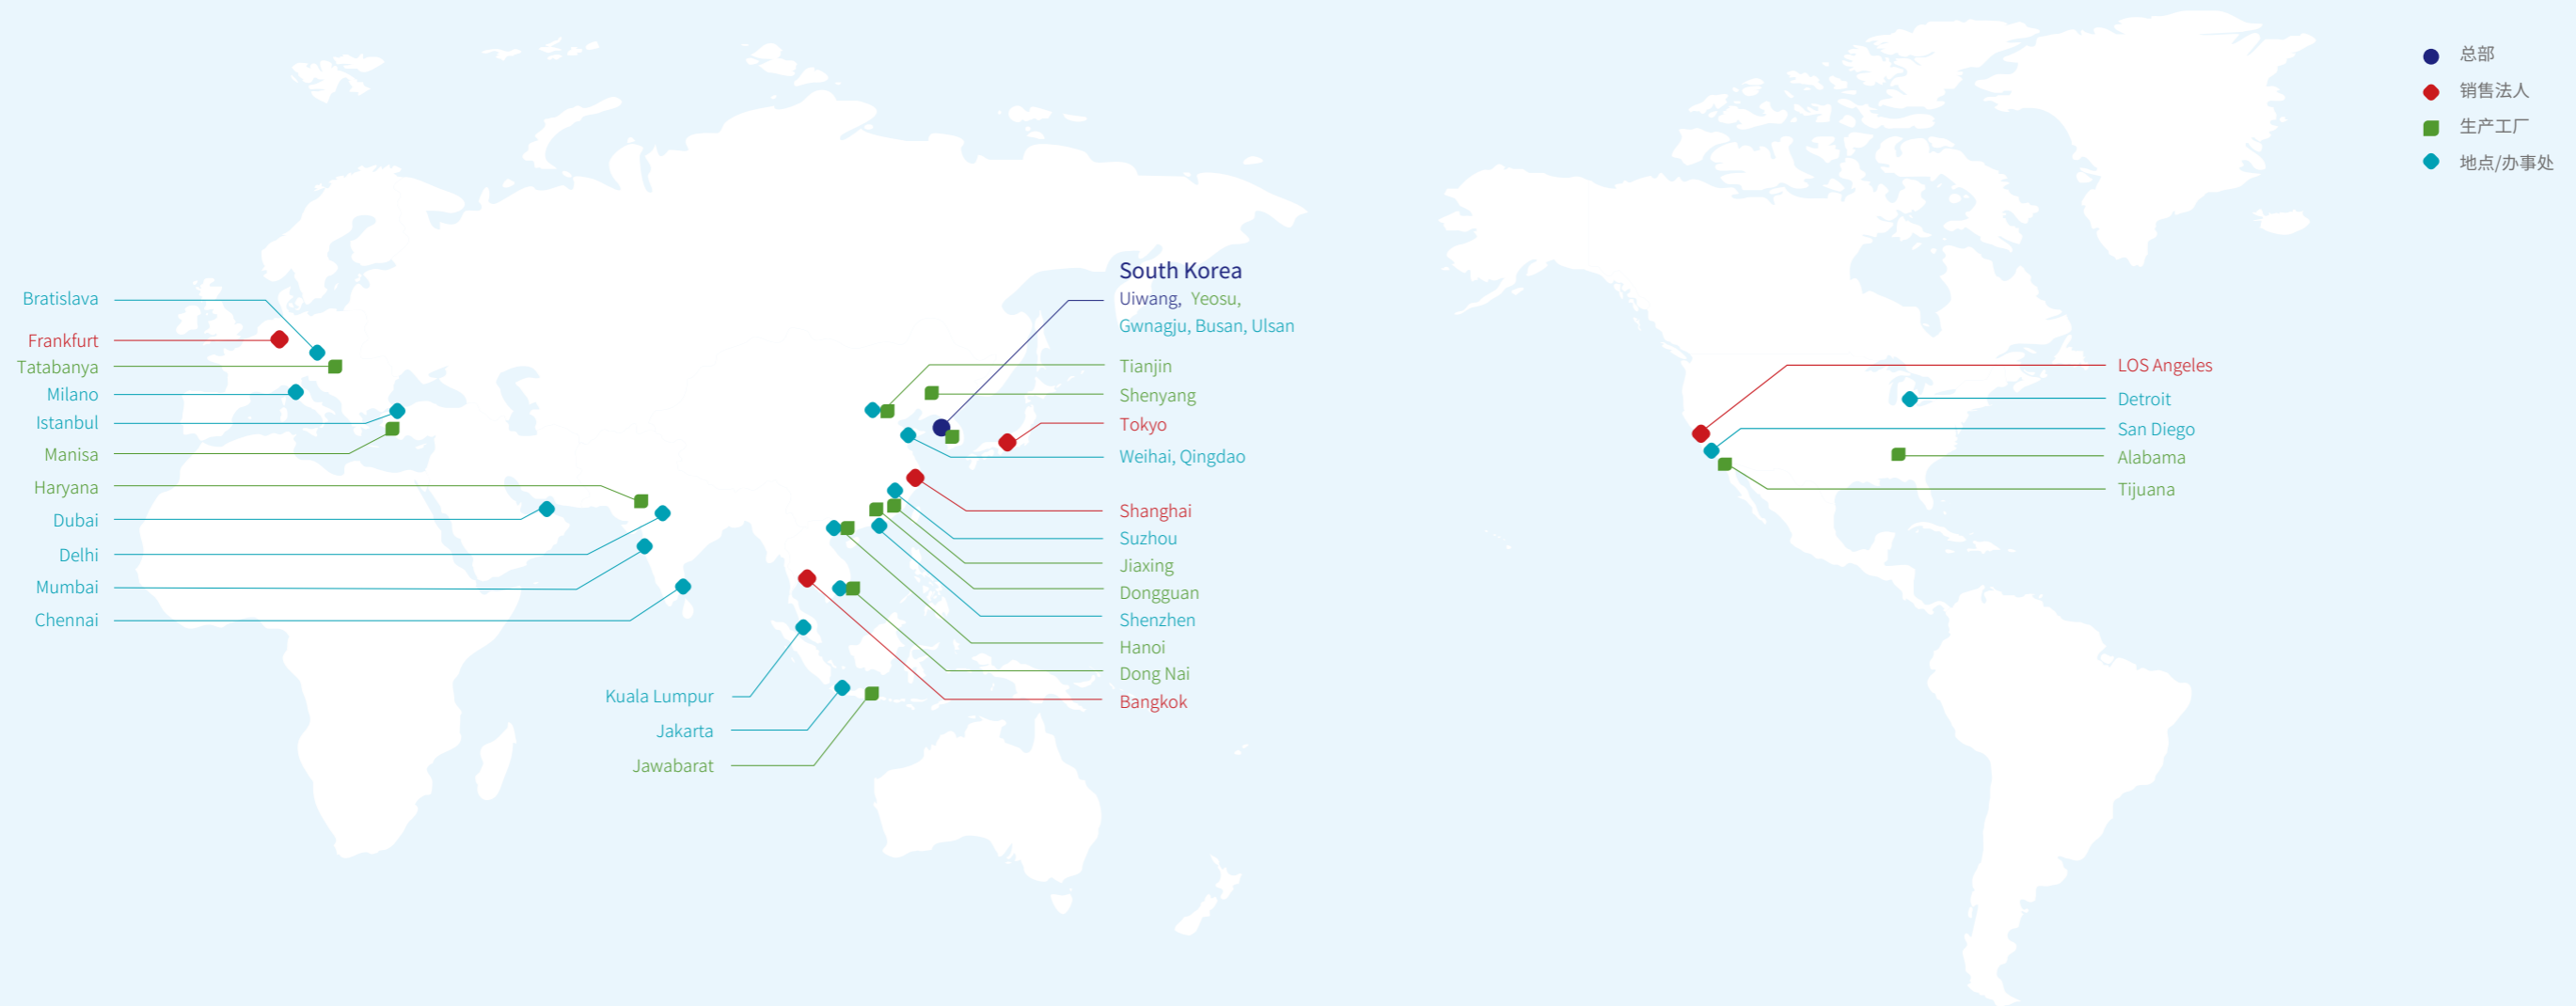 总部
销售法人
生产工厂
地点/办事处
Bratislava
Frankfurt
Tatabanya
Milano
Istanbul
Manisa
Haryana
Dubai
Delhi
Mumbai
Chennai
Kuala Lumpur
Jakarta
Jawabarat
South Korea
Uiwang, Yeosu,
Gwnagju, Busan, Ulsan
Tianjin
Shenyang
Tokyo
Weihai, Qingdao
Shanghai
Suzhou
Jiaxing
Dongguan
Shenzhen
Hanoi
Dong Nai
Bangkok
LOS Angeles
Detroit
San Diego
Alabama
Tijuana